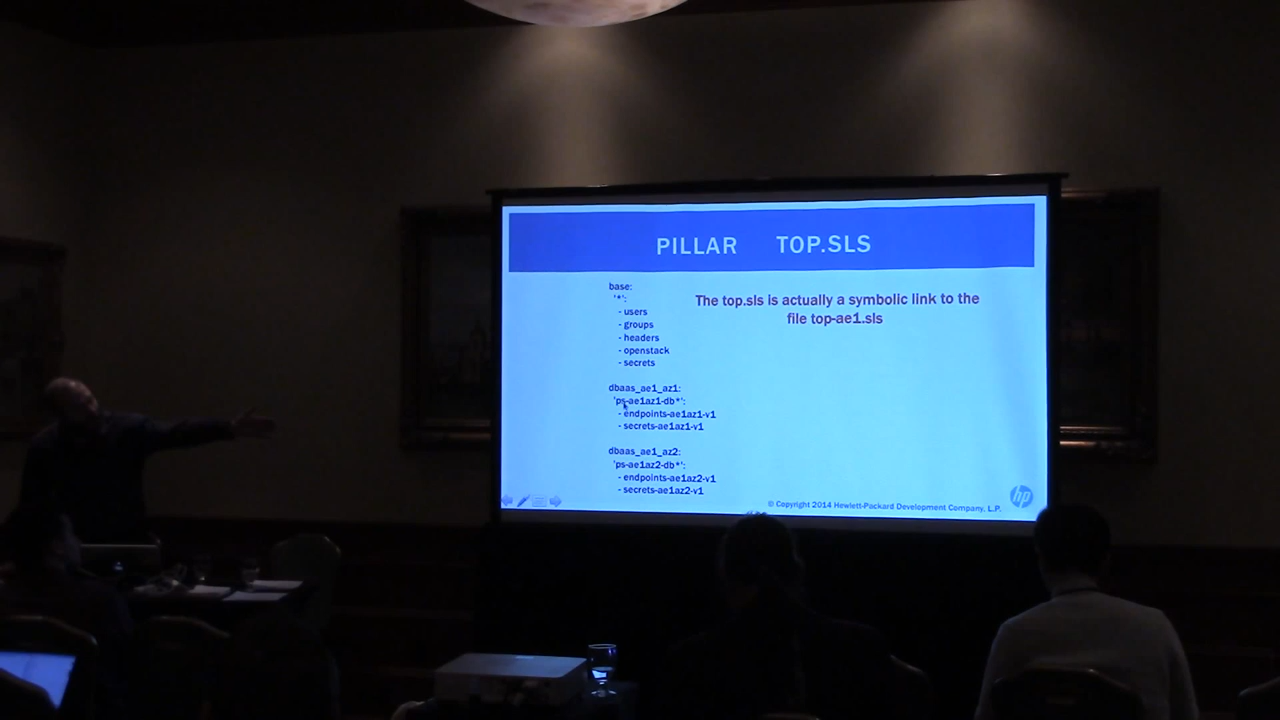 PILLAR TOP.SLS
base:
'*':
- users
- groups
- headers
- openstack
- secrets
The top.sls is actually a symbolic link to the
file top-ae1.sls
dbaas_ae1_az1:
'ps-ae1az1-db*':
- endpoints-ae1az1-v1
- secrets-ae1az1-v1
dbaas_ae1_az2:
'ps-ae1az2-db*':
- endpoints-ae1az2-v1
- secrets-ae1az2-v1
© Copyright 2014 Hewlett-Packard Development Company, L.P.
hp